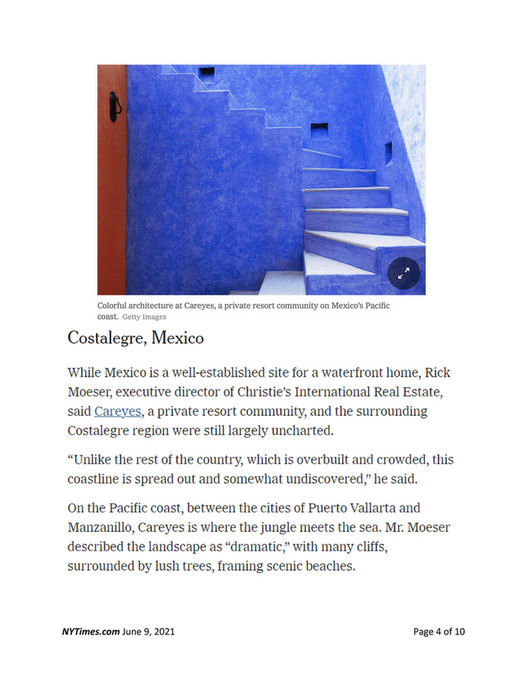 Colorful architecture at Careyes, a private resort community on Mexico's Pacific
coast. Getty Images
Costalegre, Mexico
While Mexico is a well-established site for a waterfront home, Rick
Moeser, executive director of Christie's International Real Estate,
said Careyes, a private resort community, and the surrounding
Costalegre region were still largely uncharted.
“Unlike the rest of the country, which is overbuilt and crowded, this
coastline is spread out and somewhat undiscovered,” he said.
On the Pacific coast, between the cities of Puerto Vallarta and
Manzanillo, Careyes is where the jungle meets the sea. Mr. Moeser
described the landscape as “dramatic,” with many cliffs,
surrounded by lush trees, framing scenic beaches.
NYTimes.com June 9, 2021 Page 4 of 10